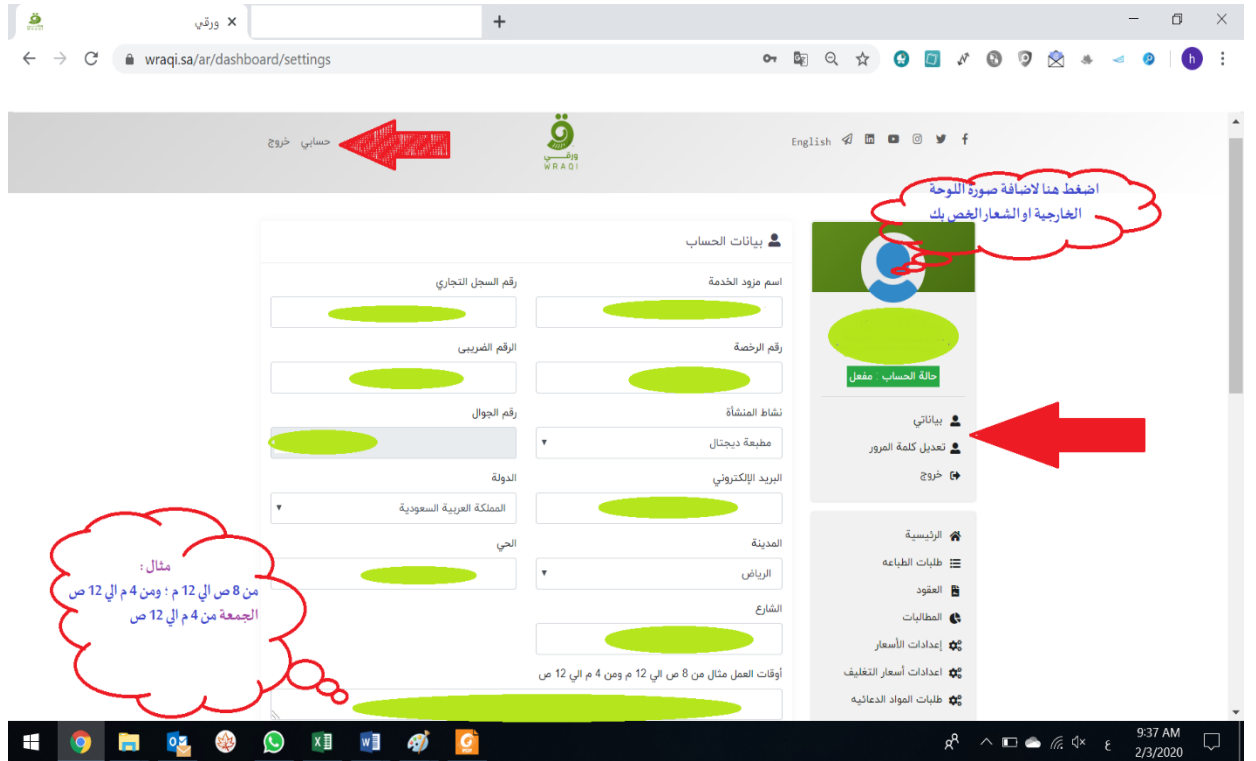 ورقي
wraqi.sa/ar/dashboard/settings
h
حسابي خروج
ورقي
WRAQI
English
اضغط هنا لاضافة صورة اللوحة
الخارجية او الشعار الخص بك
بيانات الحساب
اسم مزود الخدمة
رقم السجل التجاري
رقم الرخصة
الرقم الضريبى
نشاط المنشأة
رقم الجوال
مطبعة ديجتال
البريد الإلكتروني
الدولة
المملكة العربية السعودية
المدينة
الحي
الرياض
الشارع
أوقات العمل مثال من 8 ص الي 12 م ومن 4 م الي 12 ص
حالة الحساب : مفعل
بياناتي
تعديل كلمة المرور
خروج
الرئيسية
طلبات الطباعه
العقود
المطالبات
إعدادات الأسعار
اعدادات أسعار التغليف
طلبات المواد الدعائيه
مثال :
من 8 ص الي 12 م ؛ ومن 4 م الي 12 ص
الجمعة من 4 م الي 12 ص
ع
9:37 AM
2/3/2020